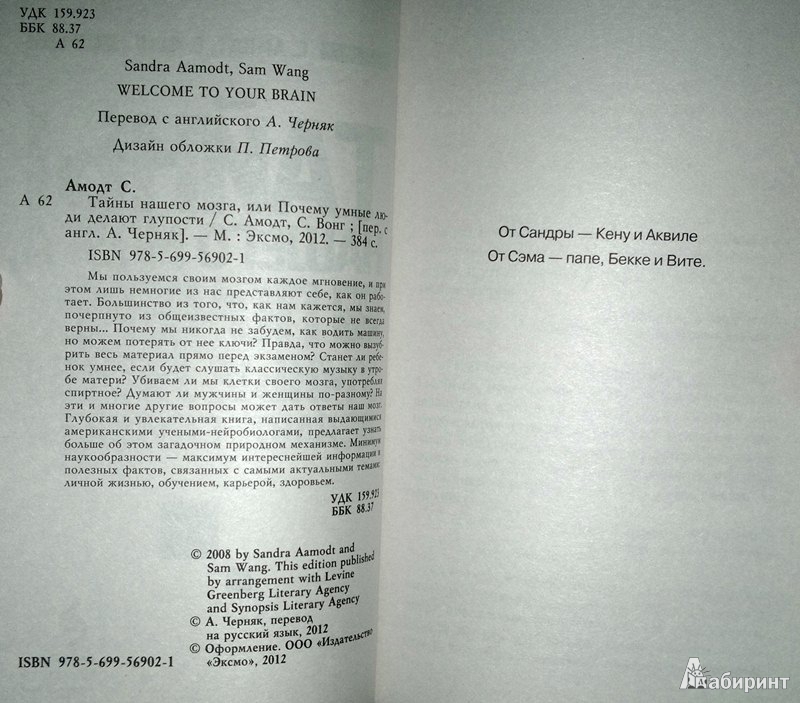 УДК 159.923
ББК 88.37
А 62
Sandra Aamodt, Sam Wang
WELCOME TO YOUR BRAIN
Перевод с английского А. Черняк
Дизайн обложки П. Петрова
Амодт С.
А 62
Тайны нашего мозга, или Почему умные лю-
ди делают глупости / С. Амодт, С. Вонг ; [пер. с
англ. А. Черняк]. — М. : Эксмо, 2012. — 384 с.
ISBN 978-5-699-56902-1
Мы пользуемся своим мозгом каждое мгновение, и при
этом лишь немногие из нас представляют себе, как он рабо-
тает. Большинство из того, что, как нам кажется, мы знаем,
почерпнуто из общеизвестных фактов, которые не всегда
верны... Почему мы никогда не забудем, как водить машину,
но можем потерять от нее ключи? Правда, что можно вызуб-
рить весь материал прямо перед экзаменом? Станет ли ребе-
нок умнее, если будет слушать классическую музыку в утро-
бе матери? Убиваем ли мы клетки своего мозга, употребляя
спиртное? Думают ли мужчины и женщины по-разному? На
эти и многие другие вопросы может дать ответы наш мозг.
Глубокая и увлекательная книга, написанная выдающимися
американскими учеными-нейробиологами, предлагает узнать
больше об этом загадочном природном механизме. Минимум
наукообразности — максимум интереснейшей информации и
полезных фактов, связанных с самыми актуальными темами:
личной жизнью, обучением, карьерой, здоровьем.
УДК 159.923
ББК 88.37
© 2008 by Sandra Aamodt and
Sam Wang. This edition published
by arrangement with Levine
Greenberg Literary Agency
and Synopsis Literary Agency
© А. Черняк, перевод
на русский язык, 2012
© Оформление. ООО «Издательство
«Эксмо», 2012
ISBN 978-5-699-56902-1
От Сандры — Кену и Аквиле
От Сэма — папе, Бекке и Вите.
Лабиринт